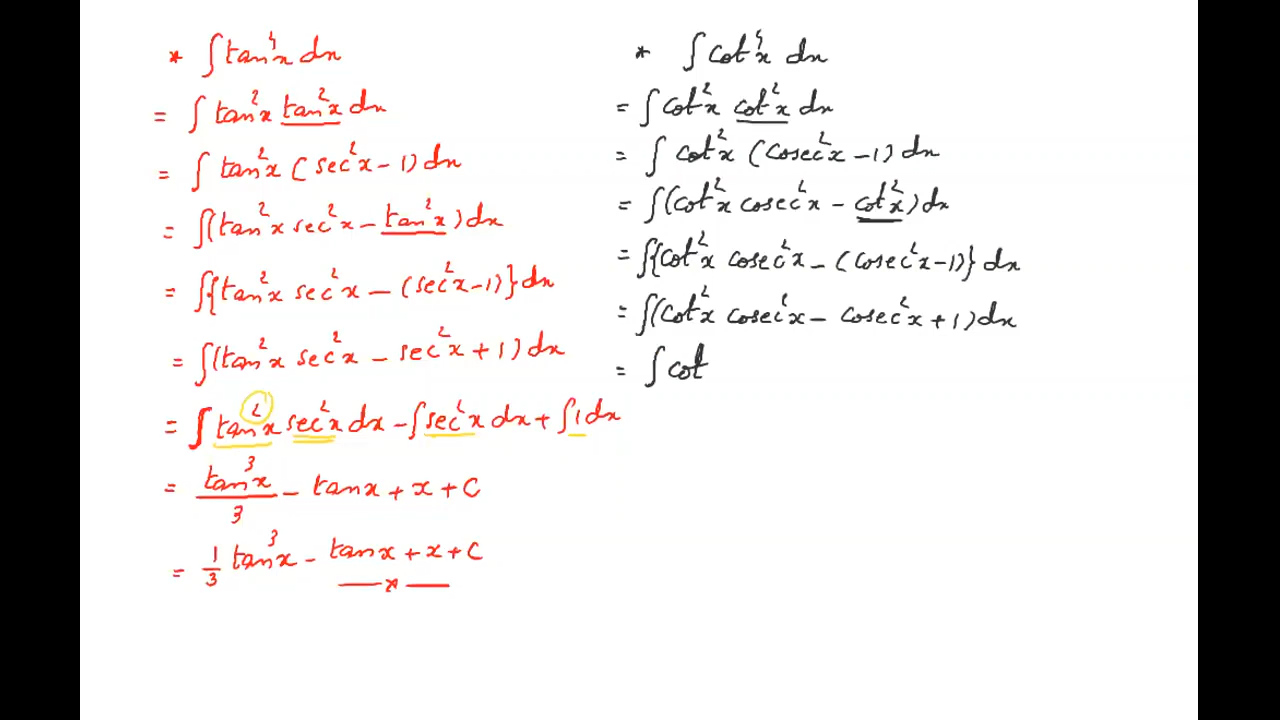 * ∫tan⁴x dx
= ∫ tan²x tan²x dx
= ∫ tan²x (sec²x − 1) dx
= ∫(tan²x sec²x − tan²x) dx
= ∫{tan²x sec²x − (sec²x−1)} dx
= ∫(tan²x sec²x − sec²x + 1) dx
= ∫ tan²x sec²x dx − ∫ sec²x dx + ∫ 1 dx
= tan³x/3 − tanx + x + C
= 1/3 tan³x − tanx + x + C
* ∫ cot⁴x dx
= ∫ cot²x cot²x dx
= ∫ cot²x (cosec²x − 1) dx
= ∫(cot²x cosec²x − cot²x) dx
= ∫{cot²x cosec²x − (cosec²x−1)} dx
= ∫(cot²x cosec²x − cosec²x + 1) dx
= ∫ cot